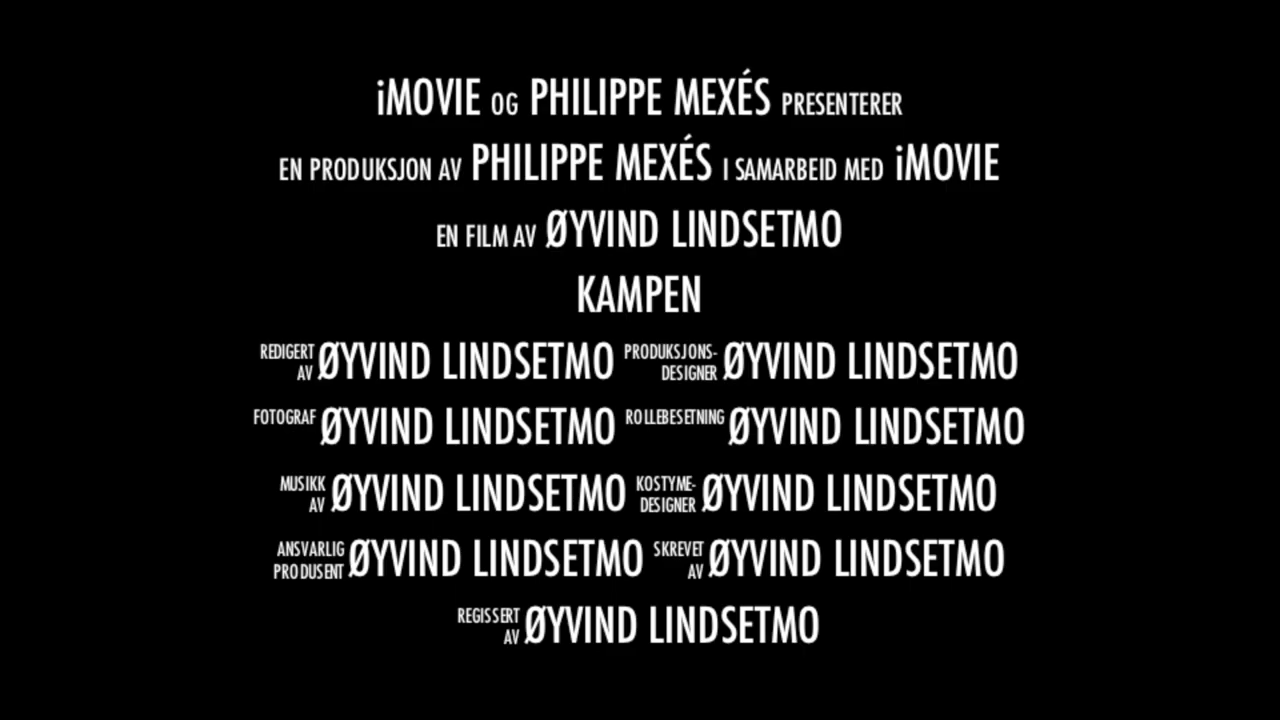 iMOVIE OG PHILIPPE MEXÉS PRESENTERER
EN PRODUKSJON AV PHILIPPE MEXÉS I SAMARBEID MED iMOVIE
EN FILM AV ØYVIND LINDSETMO
KAMPEN
REDIGERT AV ØYVIND LINDSETMO PRODUKSJONS-DESIGNER ØYVIND LINDSETMO
FOTOGRAF ØYVIND LINDSETMO ROLLEBESETNING ØYVIND LINDSETMO
MUSIKK AV ØYVIND LINDSETMO KOSTYME-DESIGNER ØYVIND LINDSETMO
ANSVARLIG PRODUSENT ØYVIND LINDSETMO SKREVET AV ØYVIND LINDSETMO
REGISSERT AV ØYVIND LINDSETMO